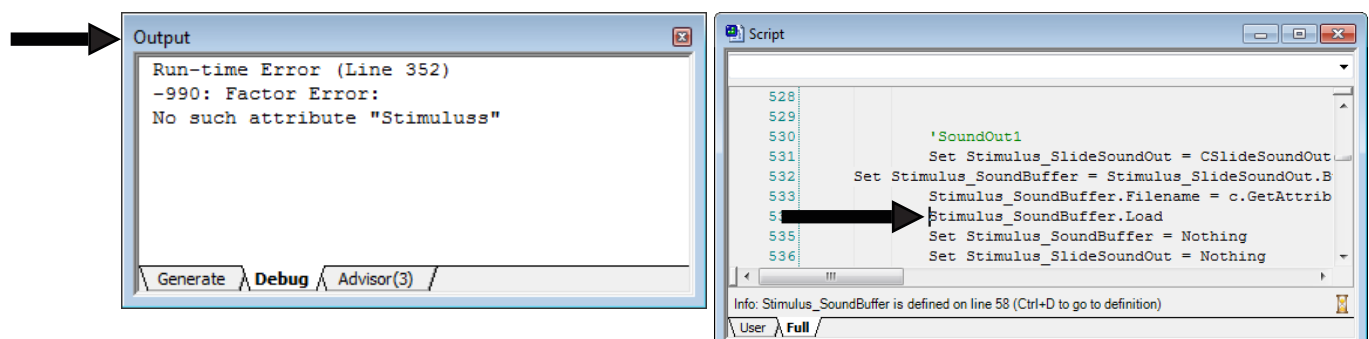 Output
Run-time Error (Line 352)
-990: Factor Error:
No such attribute "Stimuluss"
Generate
Debug
Advisor(3)
Script
528
529
530 'SoundOut1
531 Set Stimulus_SlideSoundOut = CSlideSoundOut
532 Set Stimulus_SoundBuffer = Stimulus_SlideSoundOut.B
533 Stimulus_SoundBuffer.Filename = c.GetAttrib
Stimulus_SoundBuffer.Load
535 Set Stimulus_SoundBuffer = Nothing
536 Set Stimulus_SlideSoundOut = Nothing
Info: Stimulus_SoundBuffer is defined on line 58 (Ctrl+D to go to definition)
User
Full